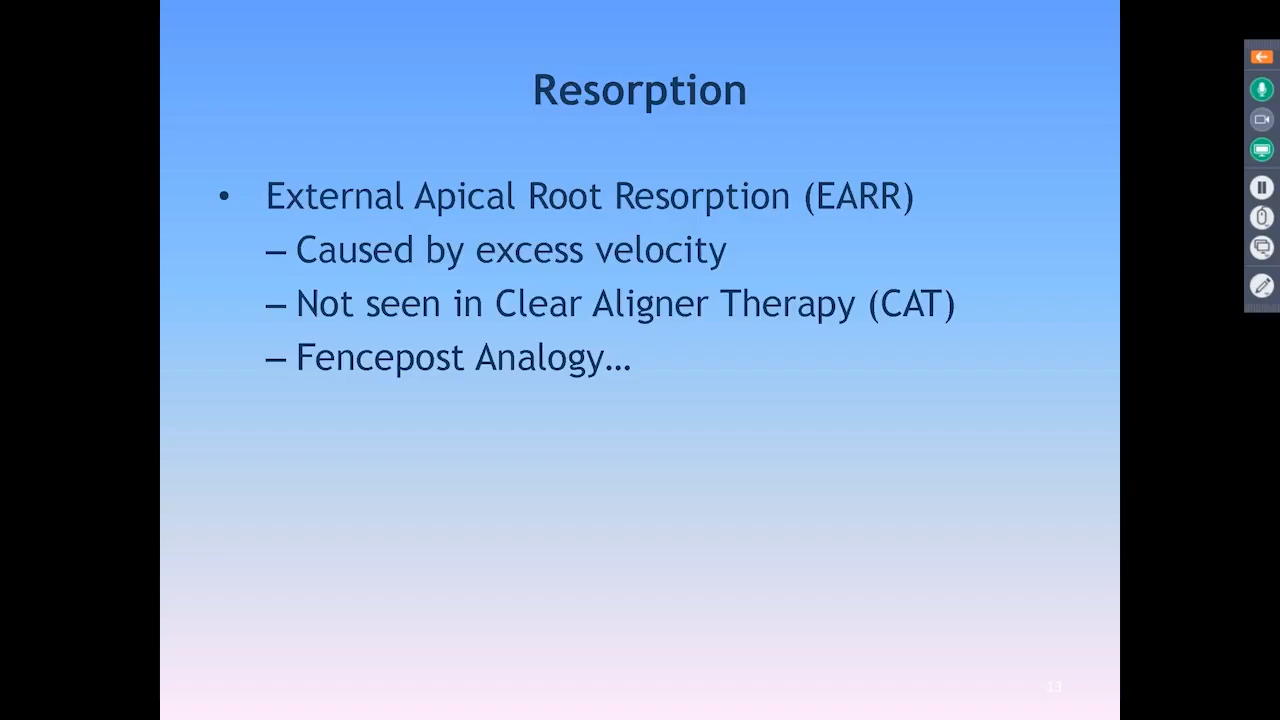 Resorption
• External Apical Root Resorption (EARR)
– Caused by excess velocity
– Not seen in Clear Aligner Therapy (CAT)
– Fencepost Analogy…
13